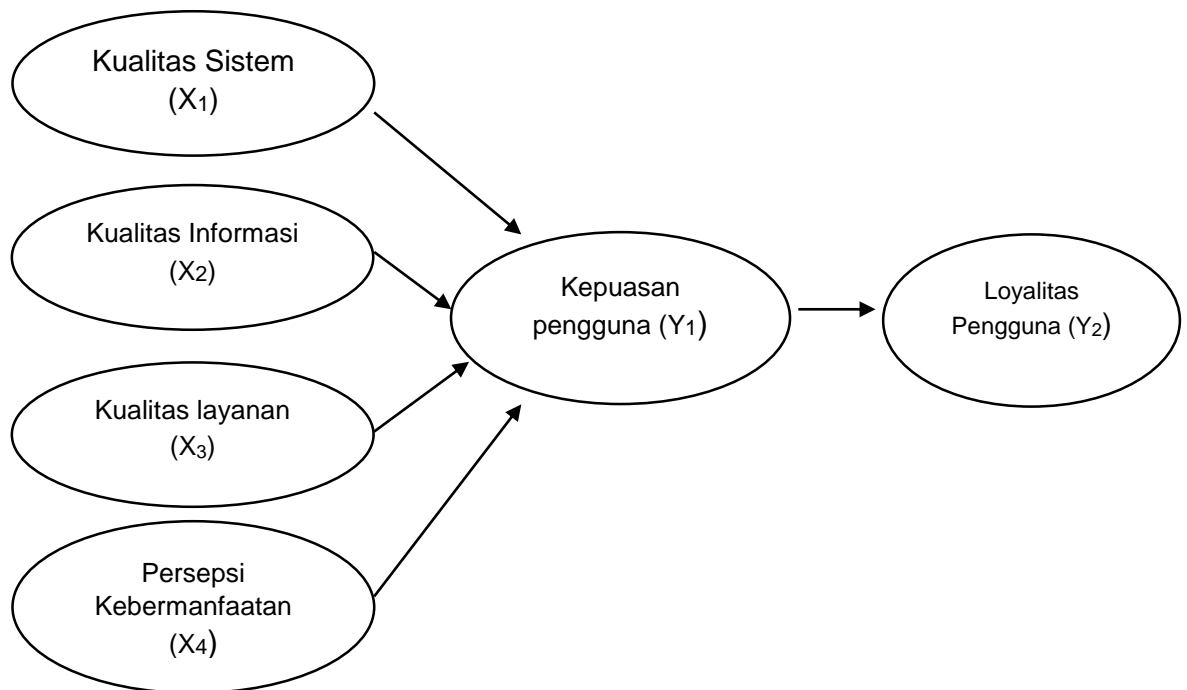 Kualitas Sistem
(X1)
Kualitas Informasi
(X2)
Kualitas layanan
(X3)
Persepsi
Kebermanfaatan
(X4)
Kepuasan
pengguna (Y1)
Loyalitas
Pengguna (Y2)